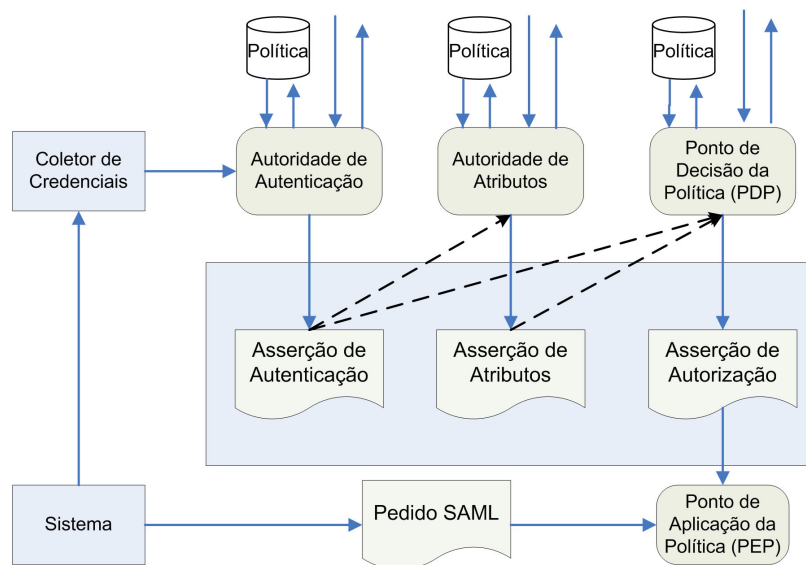 Política
Política
Política
Coletor de
Credenciais
Autoridade de
Autenticação
Autoridade de
Atributos
Ponto de
Decisão da
Política (PDP)
Asserção de
Autenticação
Asserção de
Atributos
Asserção de
Autorização
Sistema
Pedido SAML
Ponto de
Aplicação da
Política (PEP)